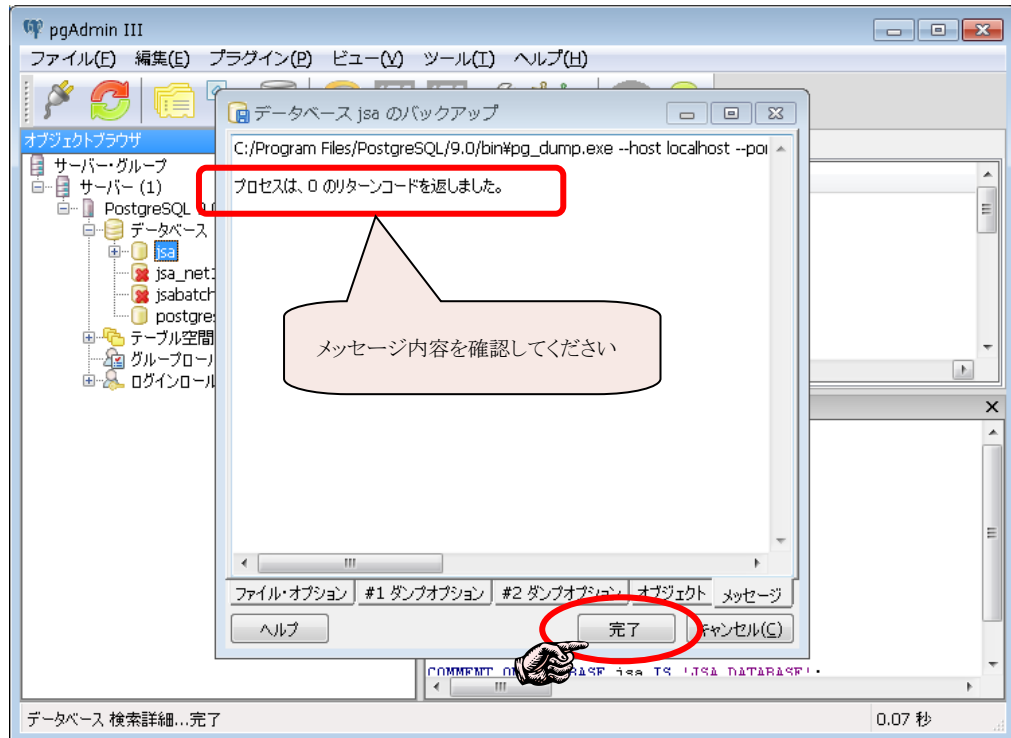 pgAdmin III
ファイル(F) 編集(E) プラグイン(P) ビュー(V) ツール(T) ヘルプ(H)
オブジェクトブラウザ
サーバー・グループ
サーバー (1)
PostgreSQL 9.0
データベース
jsa
jsa_net
jsabatch
postgres
テーブル空間
グループロール
ログインロール
データベース jsa のバックアップ
C:/Program Files/PostgreSQL/9.0/bin¥pg_dump.exe --host localhost --por
プロセスは、0 のリターンコードを返しました。
メッセージ内容を確認してください
ファイル・オプション #1 ダンプオプション #2 ダンプオプション オブジェクト メッセージ
ヘルプ 完了 キャンセル(C)
COMMENT ON DATABASE jsa IS 'JSA DATABASE';
データベース 検索詳細...完了 0.07 秒